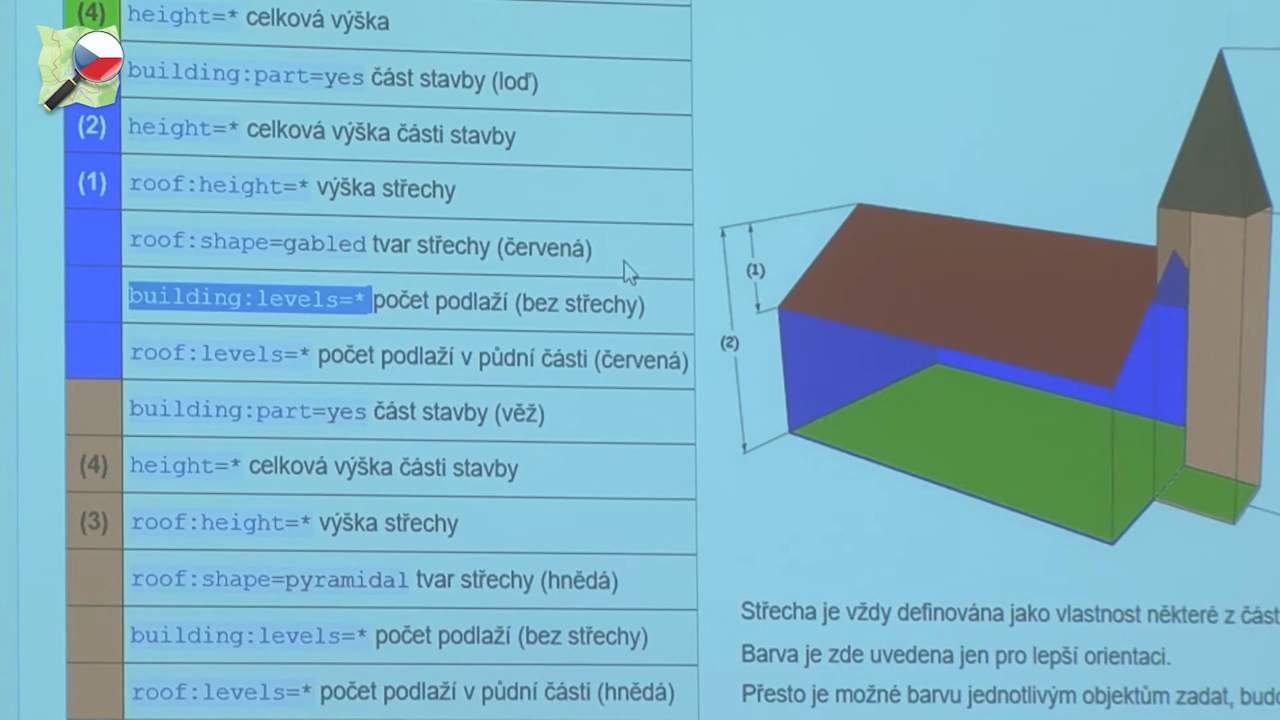 (4) height=* celková výška
building:part=yes část stavby (loď)
(2) height=* celková výška části stavby
(1) roof:height=* výška střechy
roof:shape=gabled tvar střechy (červená)
building:levels=* počet podlaží (bez střechy)
roof:levels=* počet podlaží v půdní části (červená)
building:part=yes část stavby (věž)
(4) height=* celková výška části stavby
(3) roof:height=* výška střechy
roof:shape=pyramidal tvar střechy (hnědá)
building:levels=* počet podlaží (bez střechy)
roof:levels=* počet podlaží v půdní části (hnědá)
(1)
(2)
Střecha je vždy definována jako vlastnost některé z část
Barva je zde uvedena jen pro lepší orientaci.
Přesto je možné barvu jednotlivým objektům zadat, bud